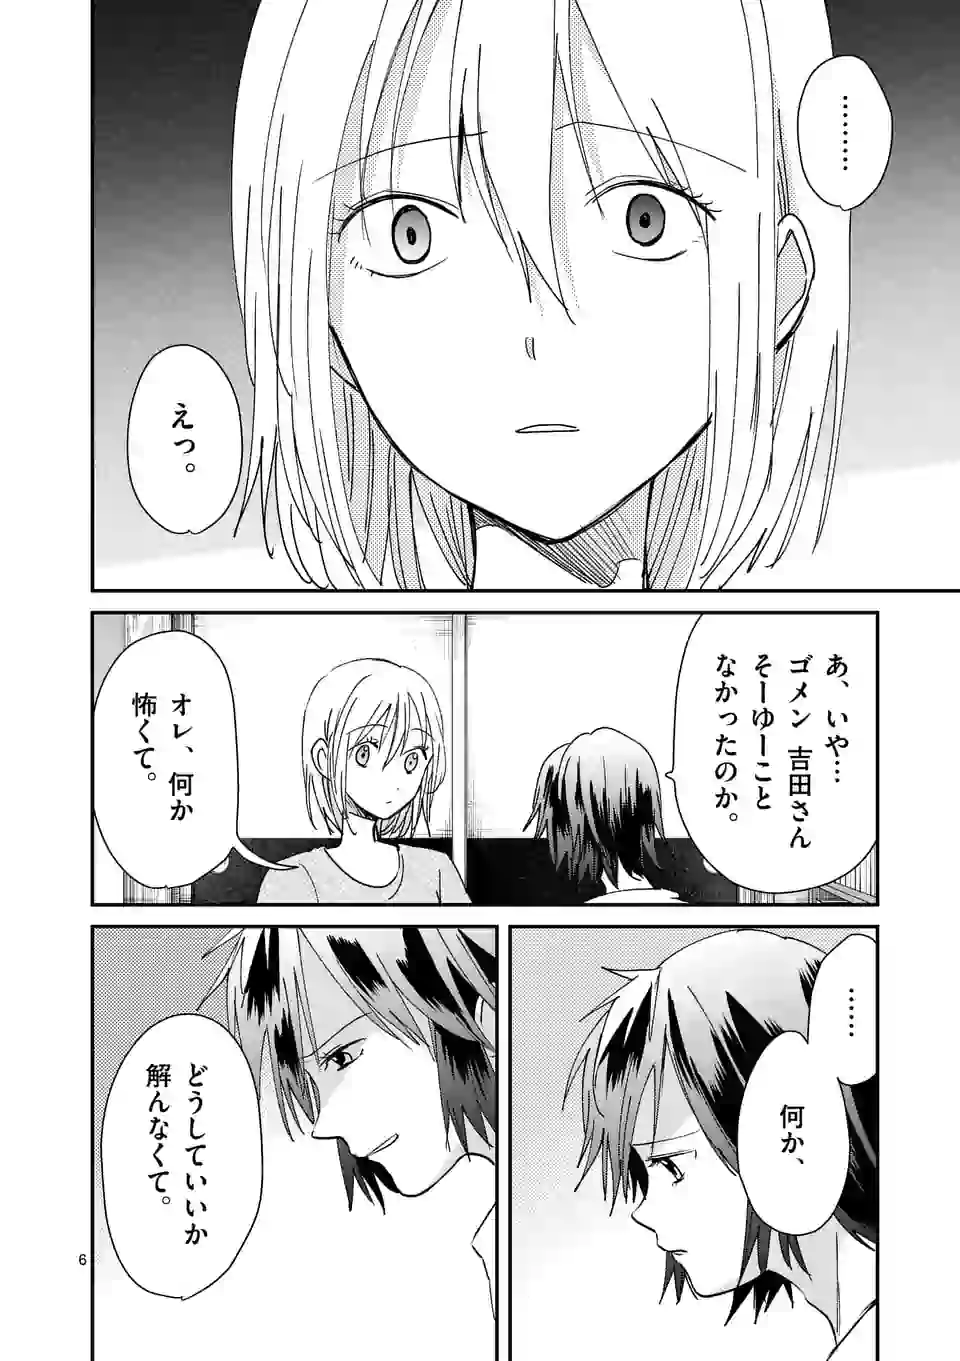 ………
えっ。
あ、いや…
ゴメン 吉田さん
そーゆーこと
なかったのか。
オレ、何か
怖くて。
……
何か、
どうしていいか
解んなくて。
6